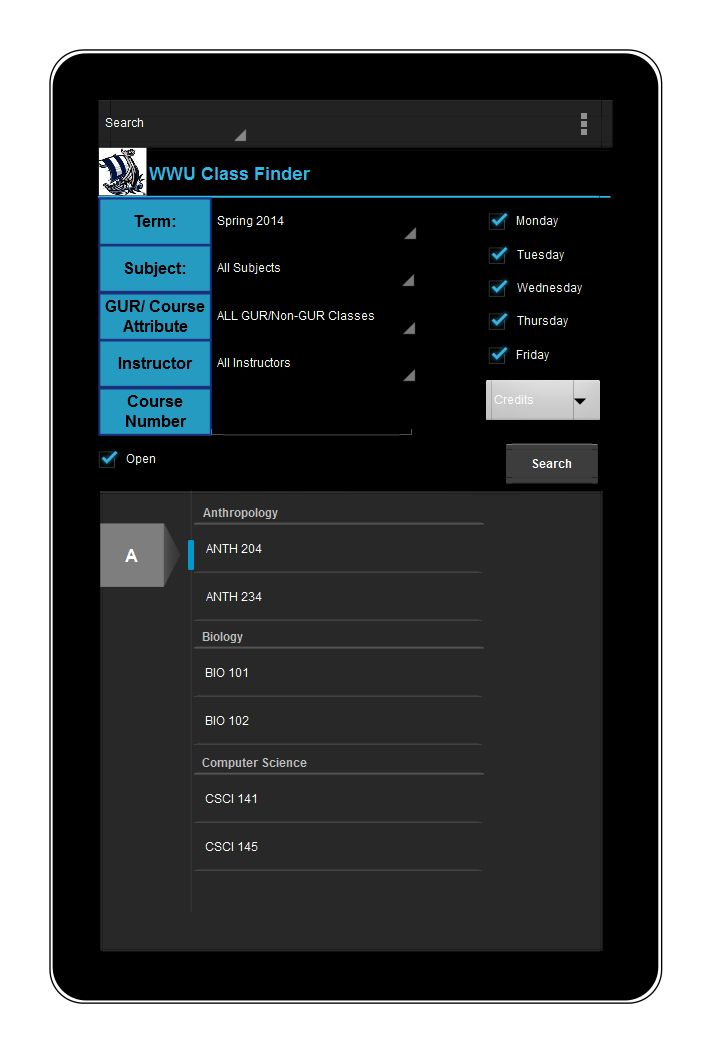 Search
WWU Class Finder
Term:
Spring 2014
Monday
Subject:
All Subjects
Tuesday
GUR/ Course
Attribute
ALL GUR/Non-GUR Classes
Wednesday
Thursday
Instructor
All Instructors
Friday
Course
Number
Credits
Open
Search
Anthropology
A
ANTH 204
ANTH 234
Biology
BIO 101
BIO 102
Computer Science
CSCI 141
CSCI 145